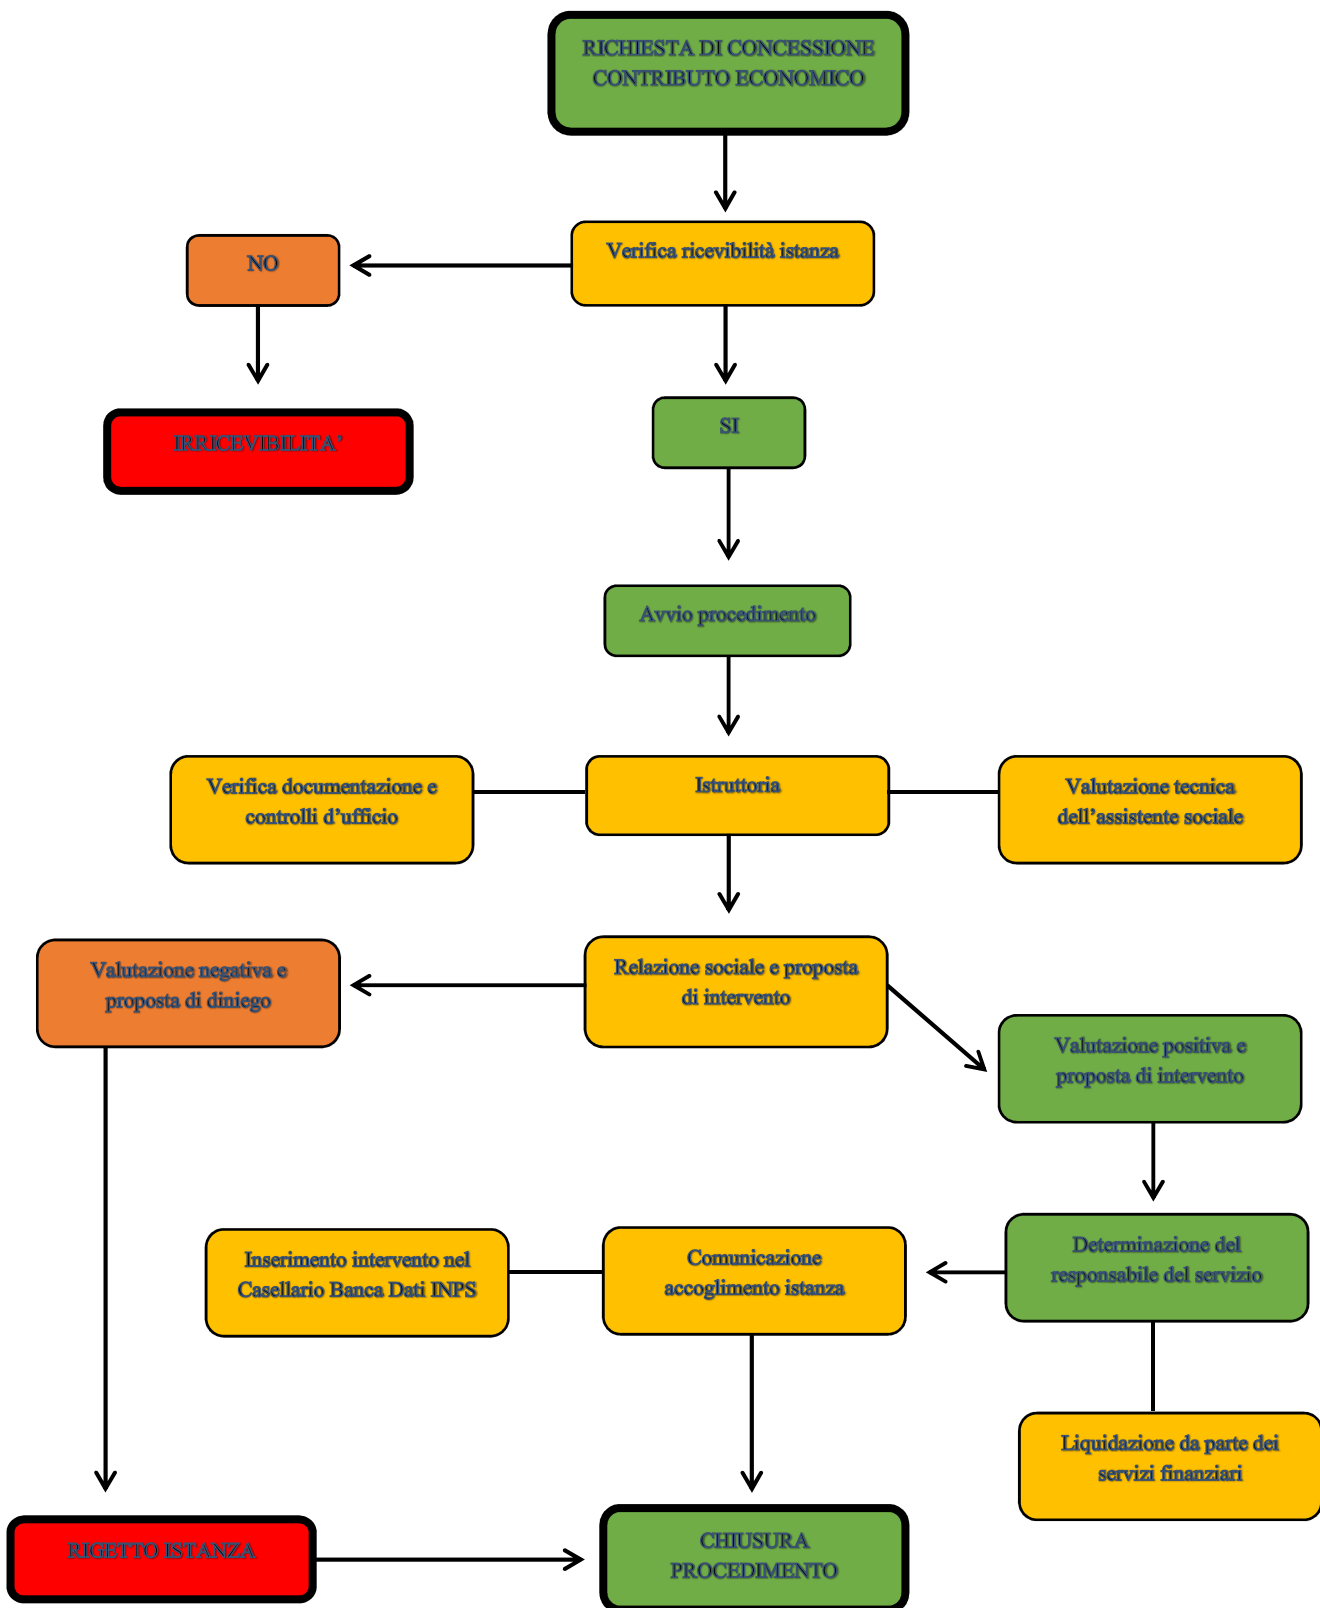 RICHIESTA DI CONCESSIONE
CONTRIBUTO ECONOMICO
Verifica ricevibilità istanza
NO
SI
IRRICEVIBILITA’
Avvio procedimento
Verifica documentazione e
controlli d’ufficio
Istruttoria
Valutazione tecnica
dell’assistente sociale
Valutazione negativa e
proposta di diniego
Relazione sociale e proposta
di intervento
Valutazione positiva e
proposta di intervento
Inserimento intervento nel
Casellario Banca Dati INPS
Comunicazione
accoglimento istanza
Determinazione del
responsabile del servizio
Liquidazione da parte dei
servizi finanziari
RIGETTO ISTANZA
CHIUSURA
PROCEDIMENTO